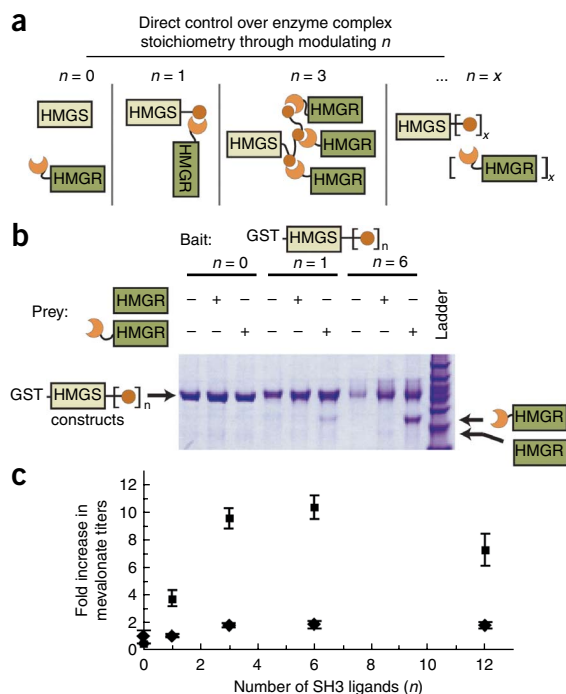 a
Direct control over enzyme complex
stoichiometry through modulating n
n = 0 n = 1 n = 3 ... n = x
HMGS HMGS HMGR HMGS x
HMGR HMGR HMGS HMGR HMGR x
HMGR
b
Bait: GST HMGS n
n = 0 n = 1 n = 6
Prey: HMGR – + – – + – – + – Ladder
HMGR – – + – – + – – +
GST HMGS n
constructs
HMGR
HMGR
c
Fold increase in
mevalonate titers
12
10
8
6
4
2
0
0 2 4 6 8 10 12
Number of SH3 ligands (n)